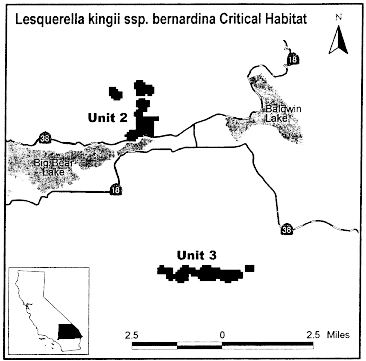 Lesquerella kingii ssp. bernardina Critical Habitat
N
18
Unit 2
Baldwin
Lake
38
Big Bear
Lake
18
38
Unit 3
2.5 0 2.5 Miles